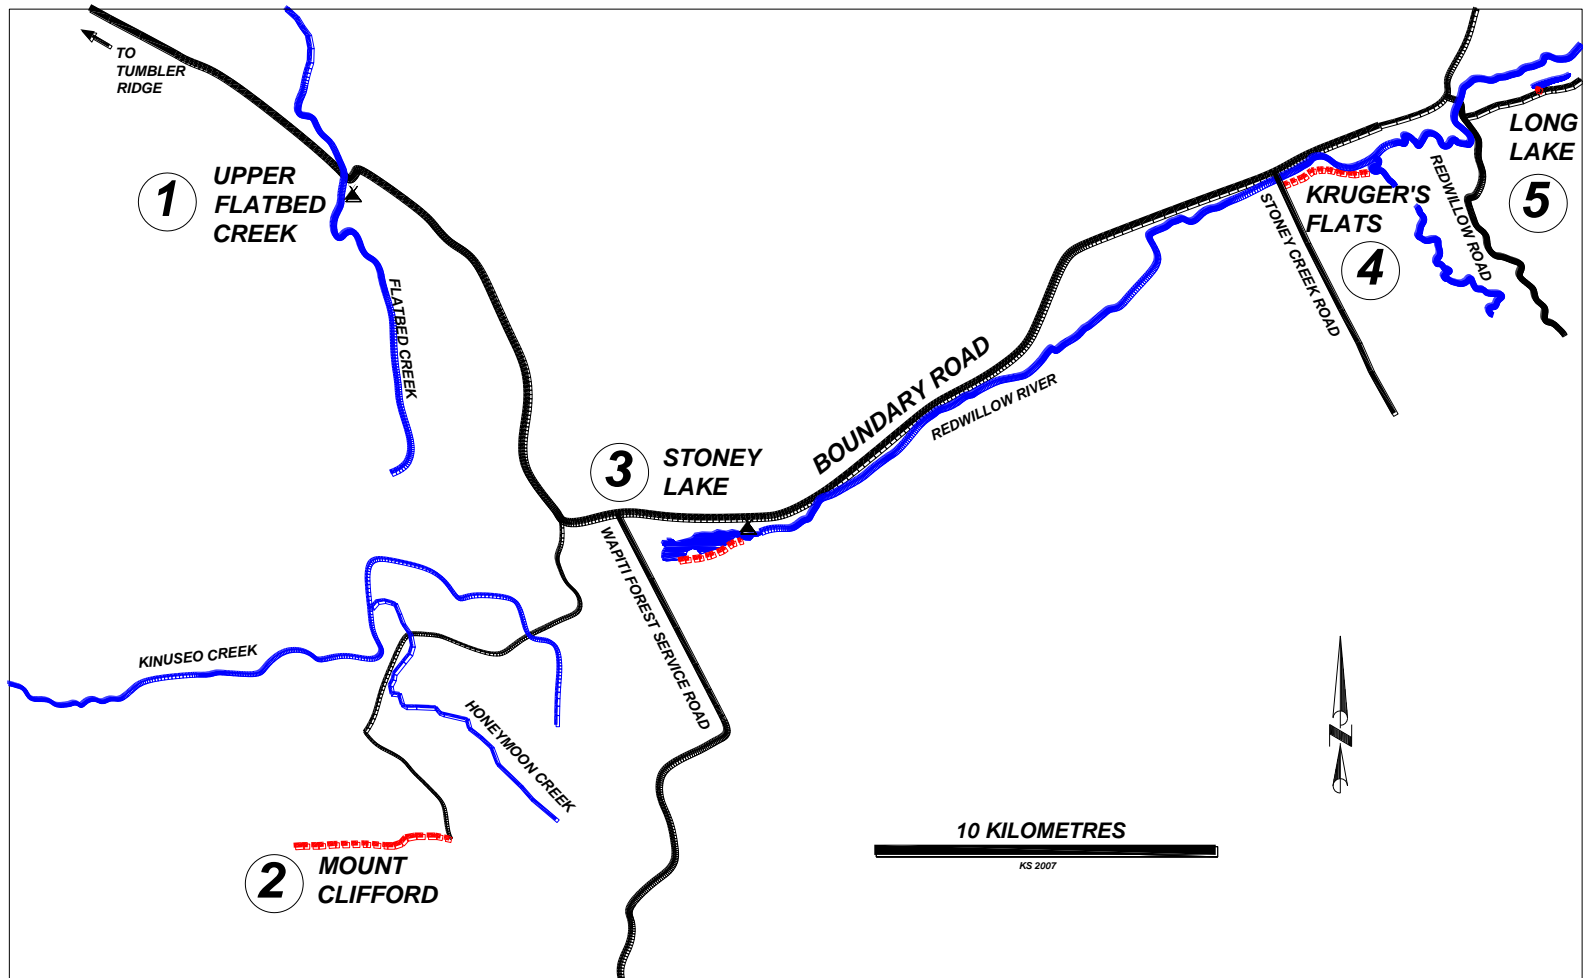 TO
TUMBLER
RIDGE
1
UPPER
FLATBED
CREEK
FLATBED CREEK
LONG
LAKE
5
REDWILLOW ROAD
KRUGER'S
FLATS
4
STONEY CREEK ROAD
BOUNDARY ROAD
REDWILLOW RIVER
3
STONEY
LAKE
WAPITI FOREST SERVICE ROAD
KINUSEO CREEK
HONEYMOON CREEK
2
MOUNT
CLIFFORD
N
10 KILOMETRES
KS 2007